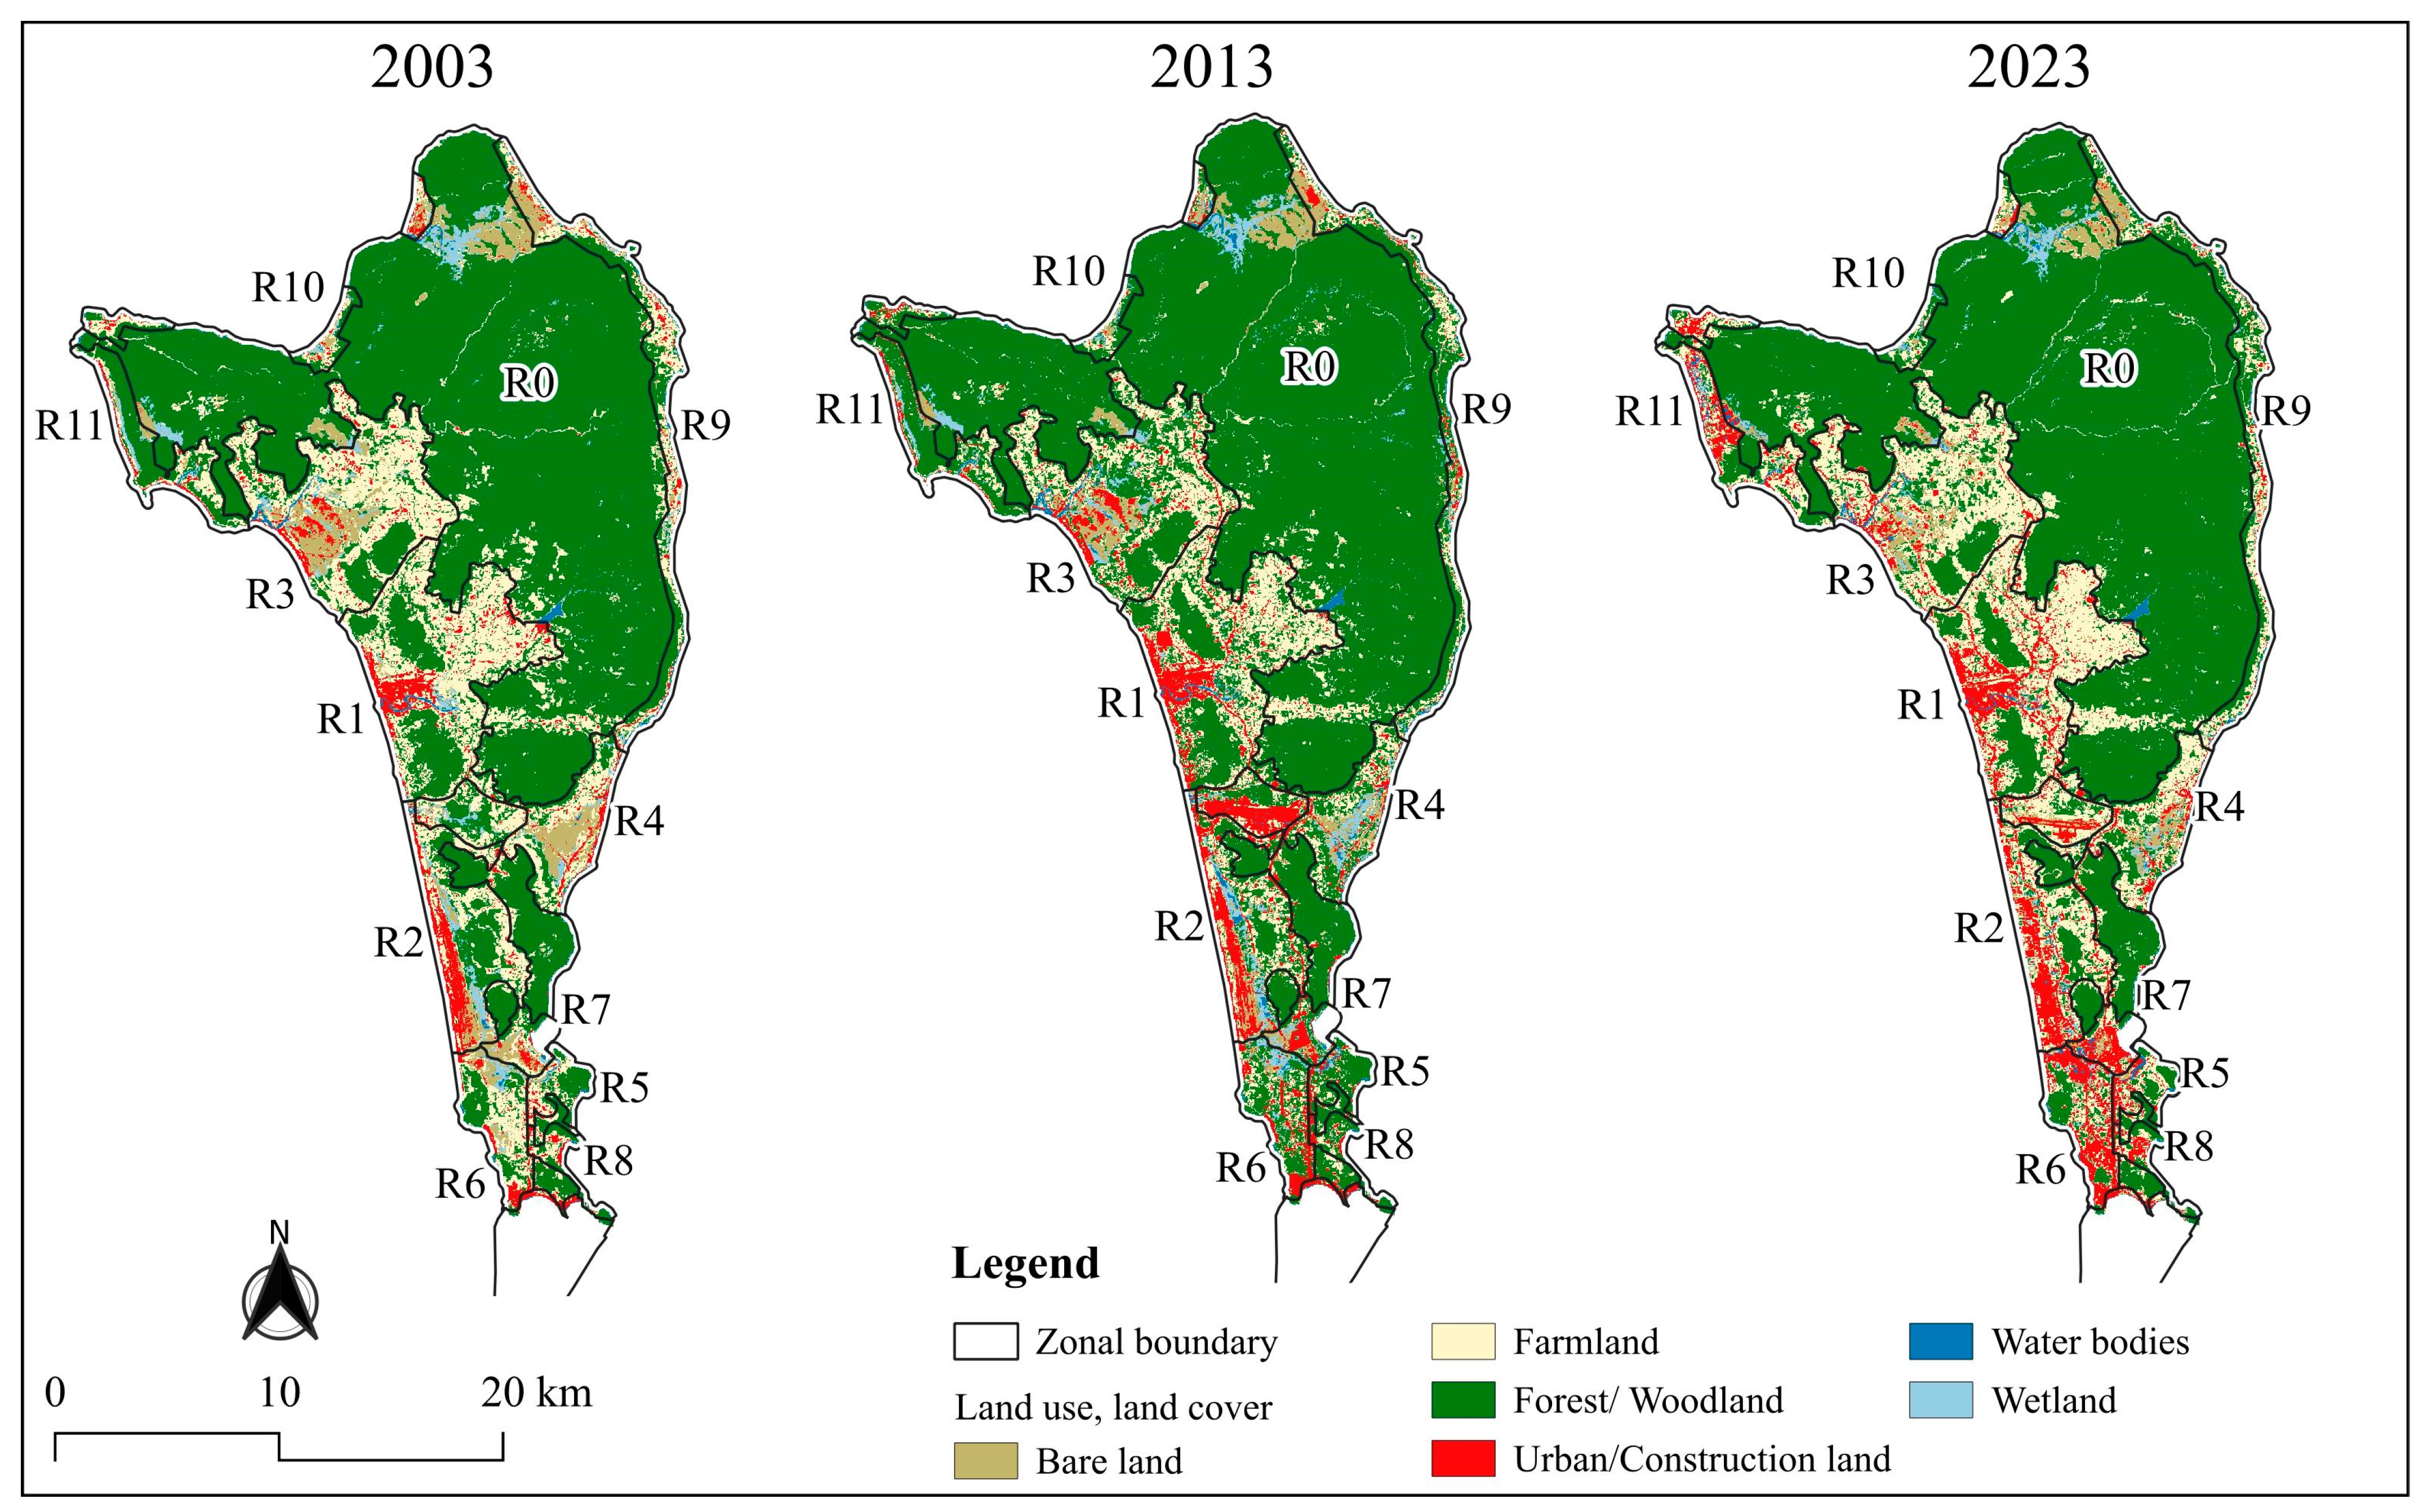 2003
2013
2023
R10
R0
R11
R9
R3
R1
R4
R2
R7
R5
R8
R6
R10
R0
R11
R9
R3
R1
R4
R2
R7
R5
R8
R6
R10
R0
R11
R9
R3
R1
R4
R2
R7
R5
R8
R6
N
0 10 20 km
Legend
Zonal boundary
Land use, land cover
Bare land
Farmland
Forest/ Woodland
Urban/Construction land
Water bodies
Wetland